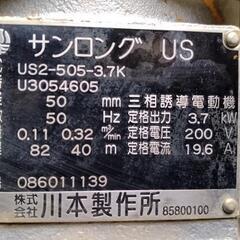 サンロング US
US2-505-3.7K
U3054605
50 mm 三相誘導電動機
50 Hz 定格出力 3.7 kW
0.11 0.32 m³/min 定格電圧 200 V
82 40 m 定格電流 19.6 A
086011139
株式会社 川本製作所 85800100